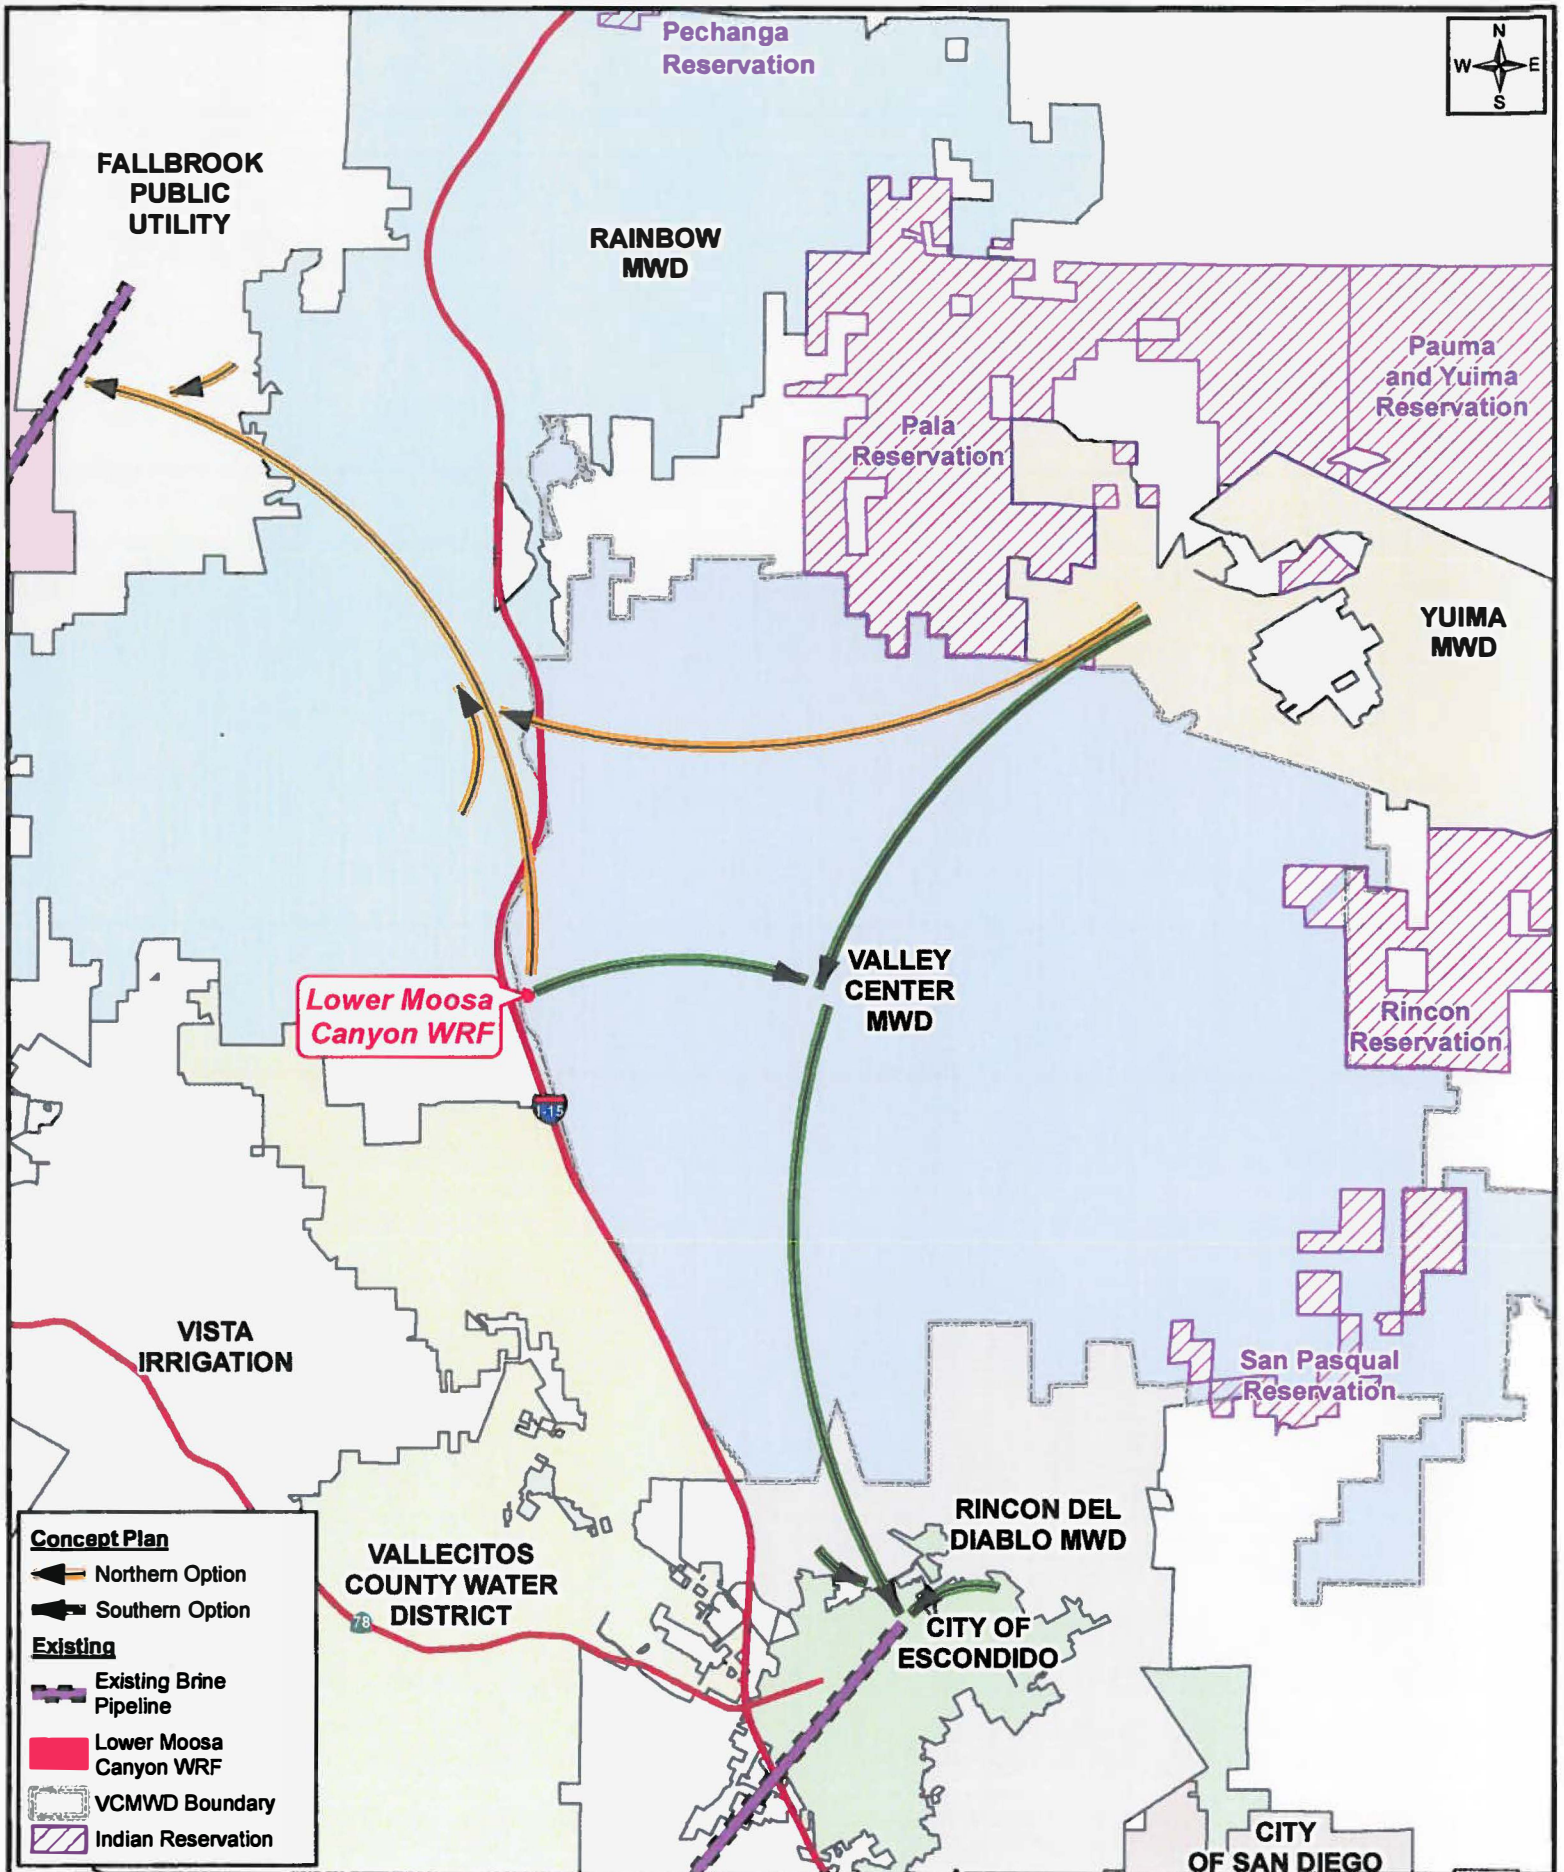 Pechanga
Reservation
N
W
E
S
FALLBROOK
PUBLIC
UTILITY
RAINBOW
MWD
Pauma
and Yuima
Reservation
Pala
Reservation
YUIMA
MWD
VALLEY
CENTER
MWD
Lower Moosa
Canyon WRF
Rincon
Reservation
I-15
VISTA
IRRIGATION
San Pasqual
Reservation
RINCON DEL
DIABLO MWD
VALLECITOS
COUNTY WATER
DISTRICT
78
CITY OF
ESCONDIDO
CITY
OF SAN DIEGO
Concept Plan
Northern Option
Southern Option
Existing
Existing Brine
Pipeline
Lower Moosa
Canyon WRF
VCMWD Boundary
Indian Reservation